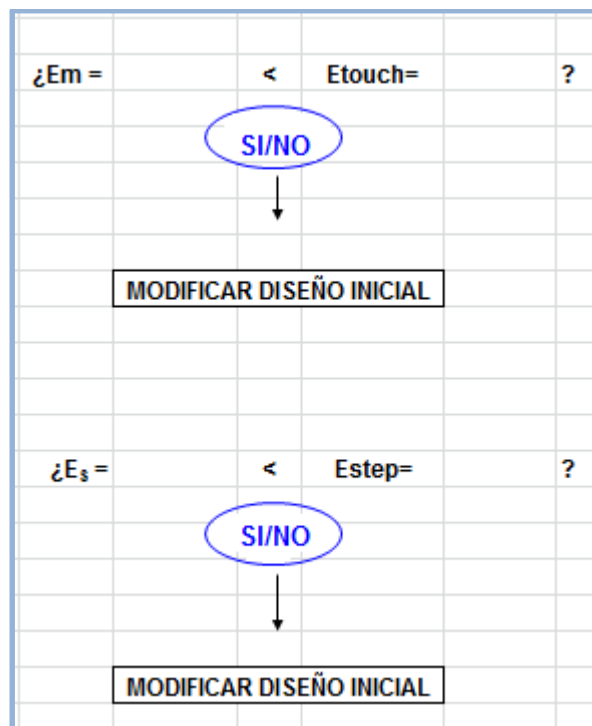 ¿Em = < Etouch= ?
SI/NO
MODIFICAR DISEÑO INICIAL
¿Es = < Estep= ?
SI/NO
MODIFICAR DISEÑO INICIAL